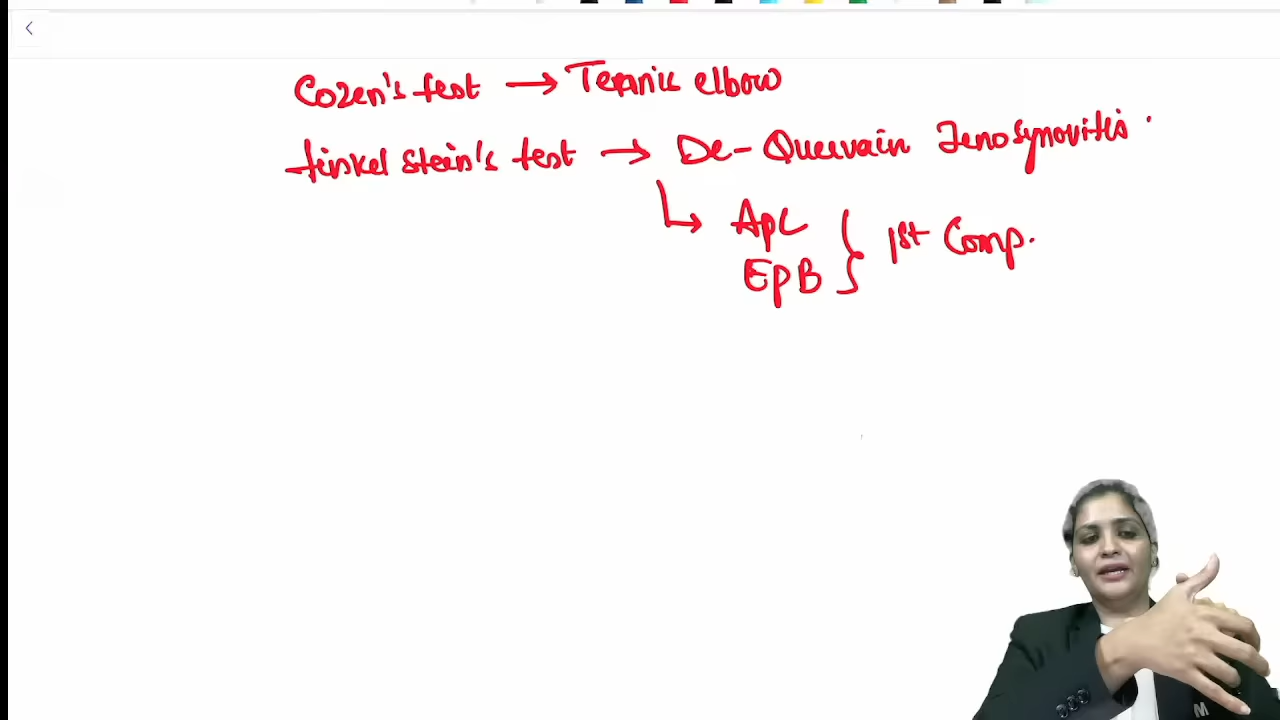 Cozen's test → Tennis elbow
finkel stein's test → De-Quervain Tenosynovitis.
↳ APL
EPB } 1st Comp.
M